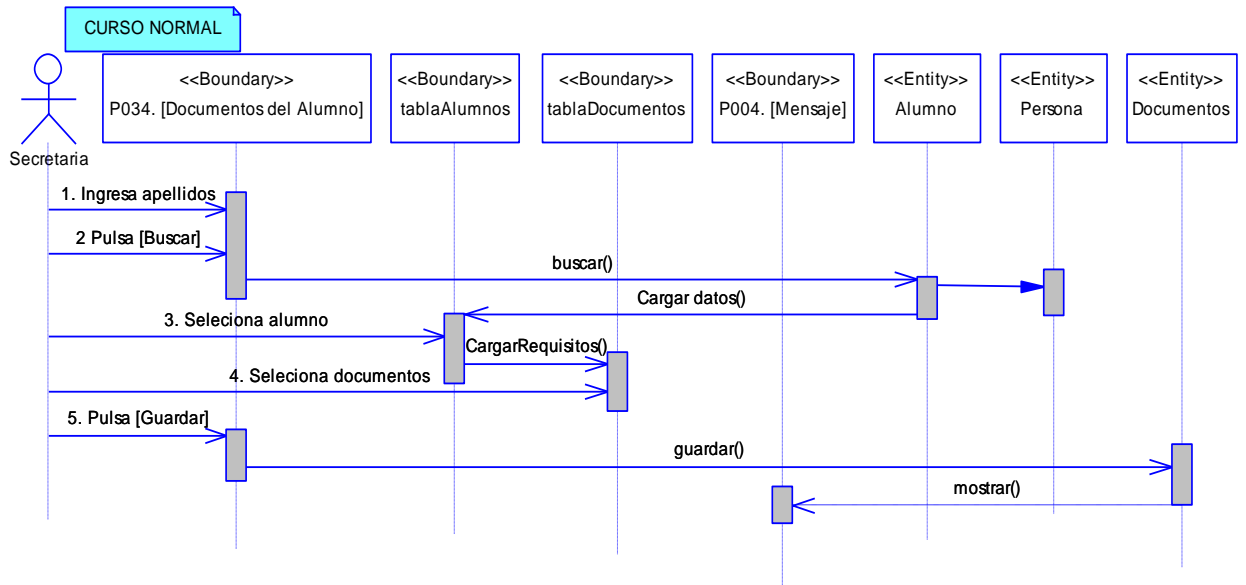 CURSO NORMAL
<<Boundary>>
P034. [Documentos del Alumno]
<<Boundary>>
tablaAlumnos
<<Boundary>>
tablaDocumentos
<<Boundary>>
P004. [Mensaje]
<<Entity>>
Alumno
<<Entity>>
Persona
<<Entity>>
Documentos
Secretaria
1. Ingresa apellidos
2 Pulsa [Buscar]
buscar()
Cargar datos()
3. Seleciona alumno
CargarRequisitos()
4. Seleciona documentos
5. Pulsa [Guardar]
guardar()
mostrar()